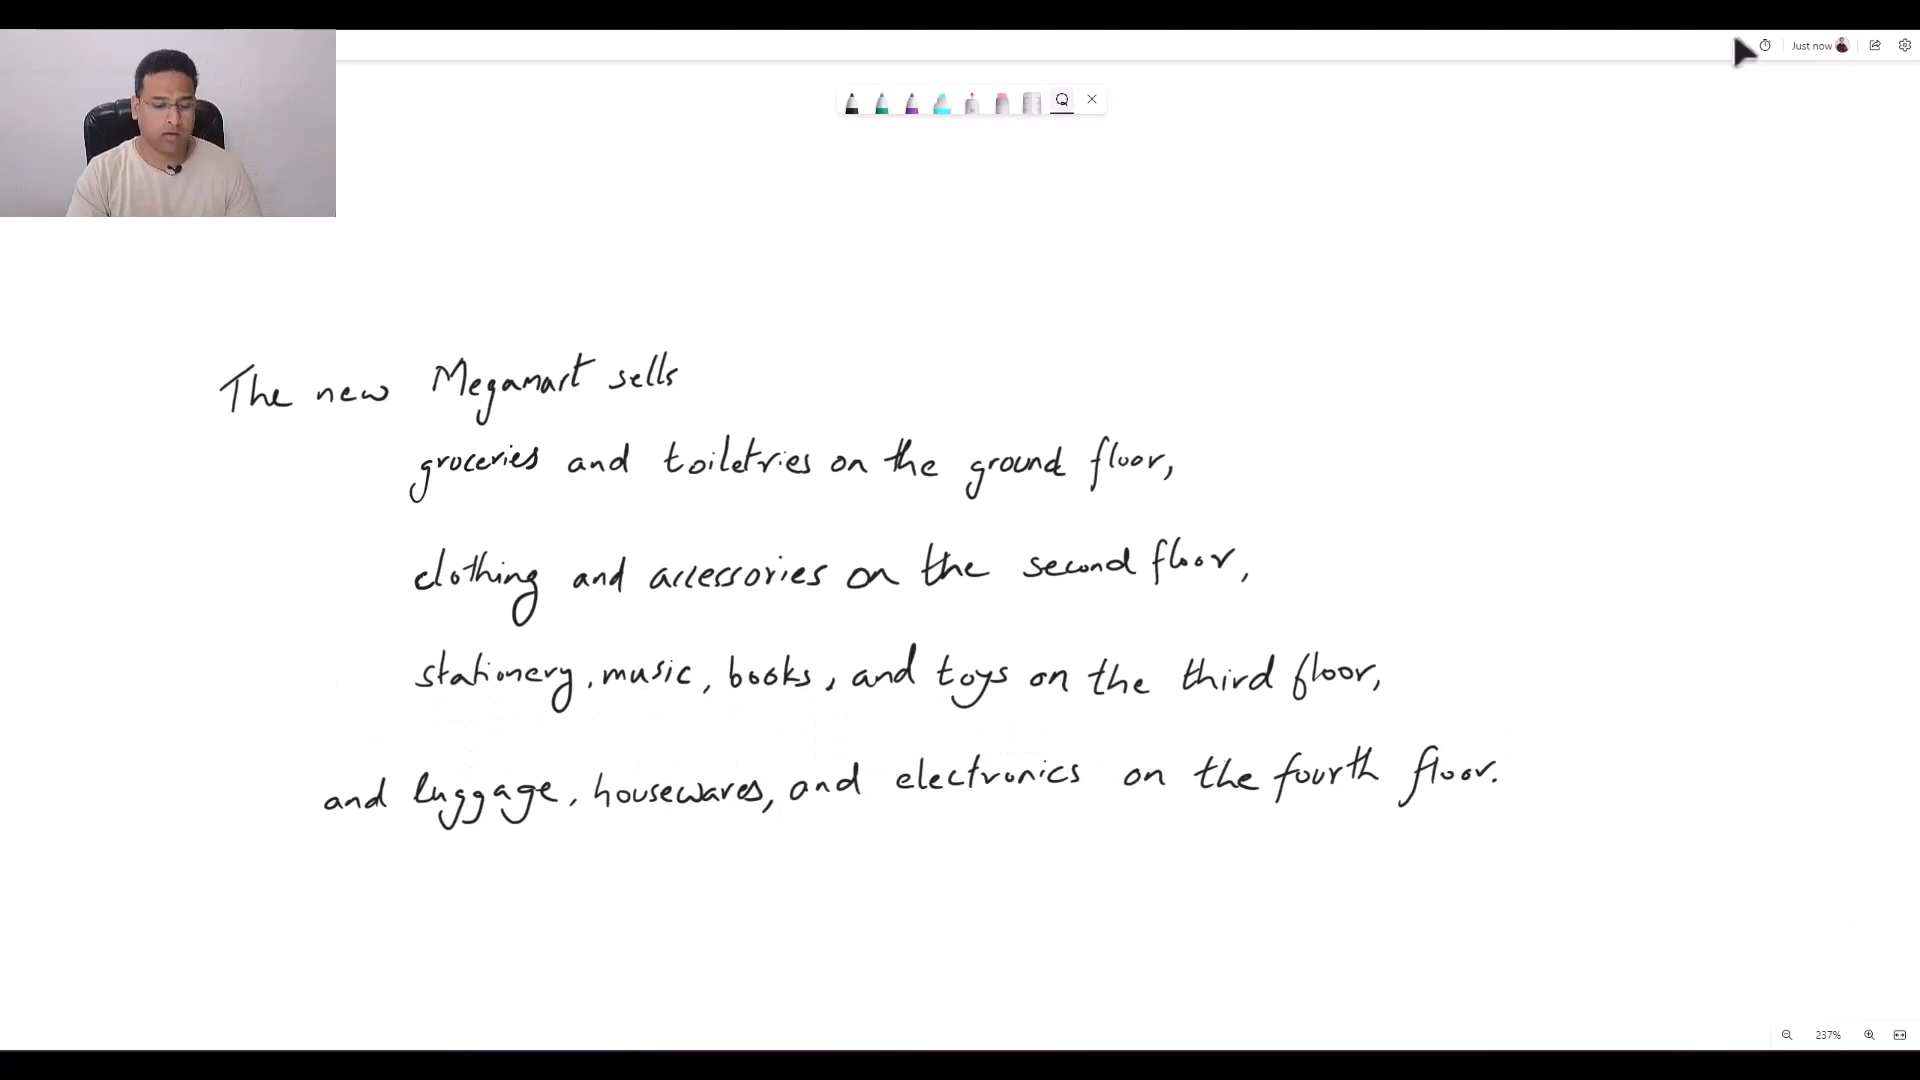 Just now
The new Megamart sells
groceries and toiletries on the ground floor,
clothing and accessories on the second floor,
stationery, music, books, and toys on the third floor,
and luggage, housewares, and electronics on the fourth floor.
237%